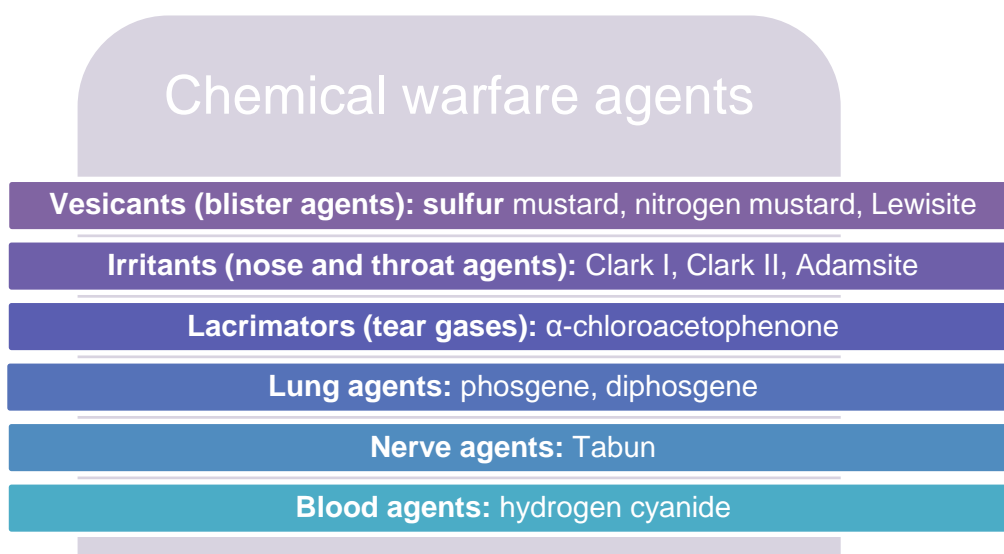 Chemical warfare agents
Vesicants (blister agents): sulfur mustard, nitrogen mustard, Lewisite
Irritants (nose and throat agents): Clark I, Clark II, Adamsite
Lacrimators (tear gases): α-chloroacetophenone
Lung agents: phosgene, diphosgene
Nerve agents: Tabun
Blood agents: hydrogen cyanide